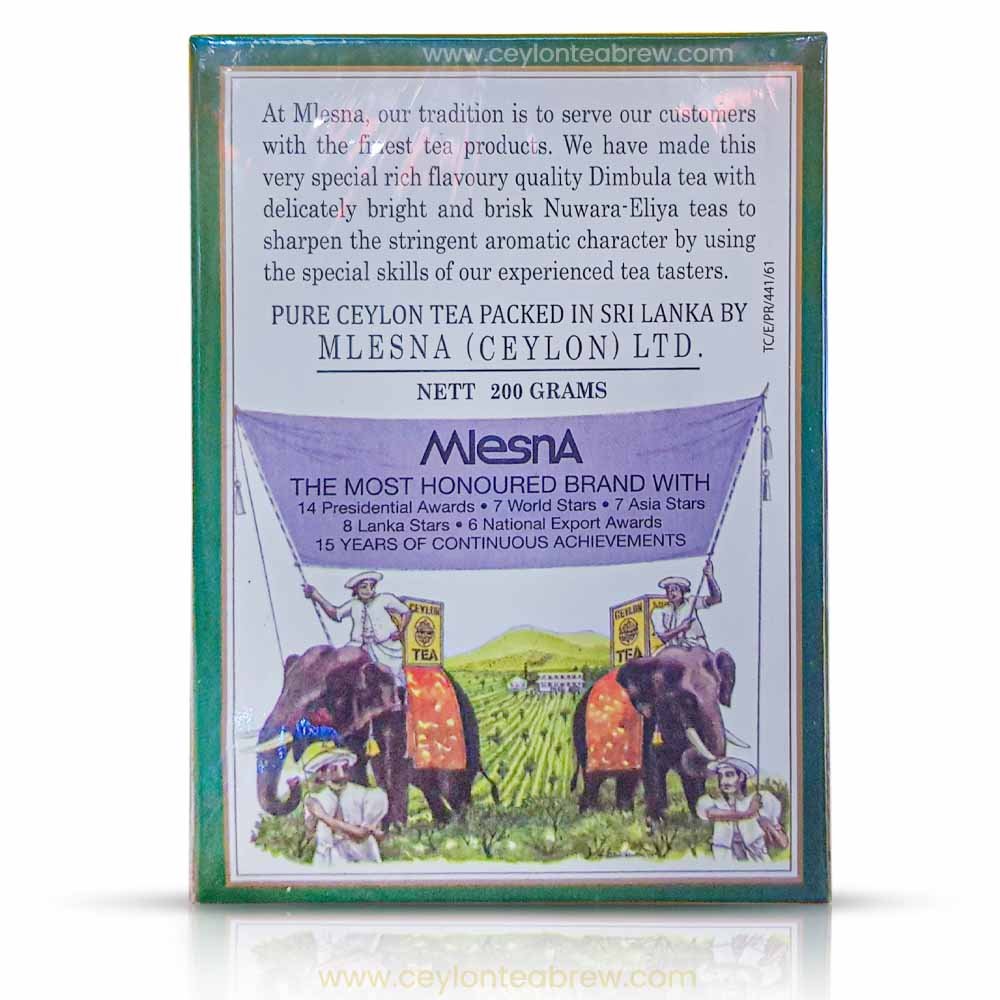 www.ceylonteabrew.com
At Mlesna, our tradition is to serve our customers
with the finest tea products. We have made this
very special rich flavoury quality Dimbula tea with
delicately bright and brisk Nuwara-Eliya teas to
sharpen the stringent aromatic character by using
the special skills of our experienced tea tasters.
TC/E/PR/441/61
PURE CEYLON TEA PACKED IN SRI LANKA BY
MLESNA (CEYLON) LTD.
NETT 200 GRAMS
MlesnA
THE MOST HONOURED BRAND WITH
14 Presidential Awards • 7 World Stars • 7 Asia Stars
8 Lanka Stars • 6 National Export Awards
15 YEARS OF CONTINUOUS ACHIEVEMENTS
CEYLON
TEA
CEYLON
TEA
www.ceylonteabrew.com